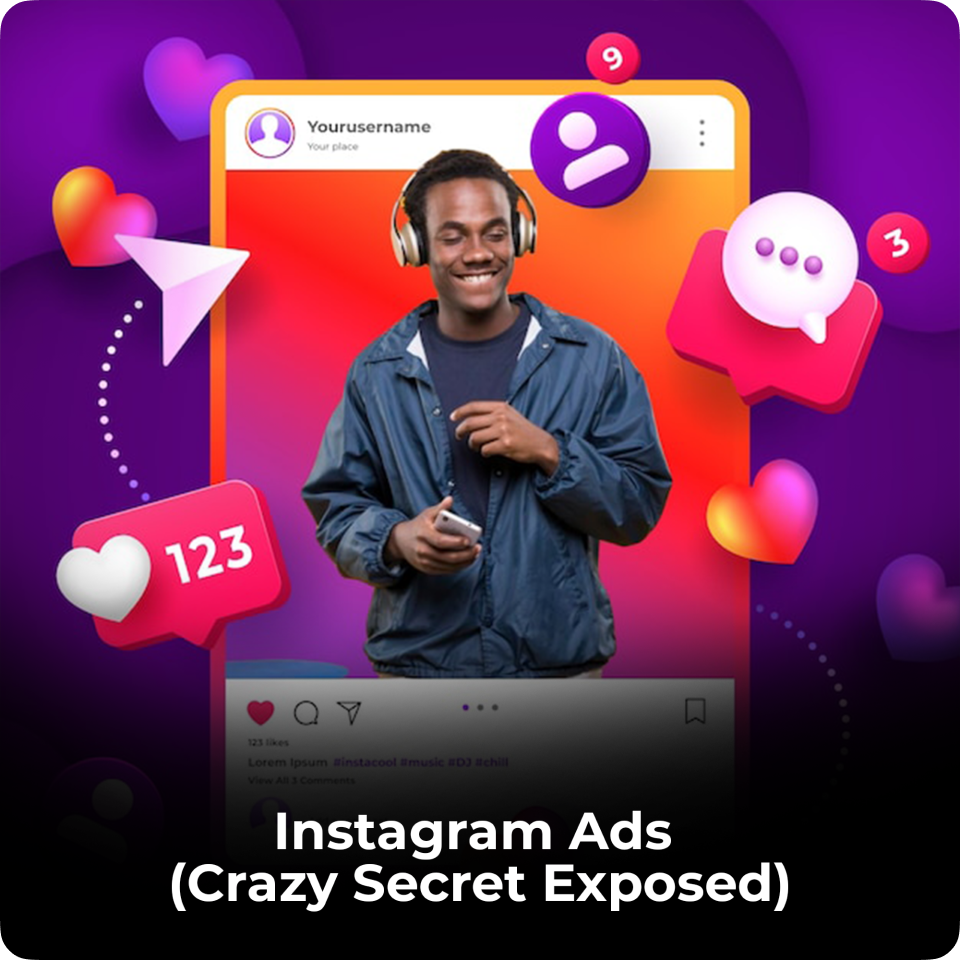 9
Yourusername
Your place
3
123
123 likes
Lorem Ipsum #instacool #music #DJ #chill
View All 3 Comments
Instagram Ads
(Crazy Secret Exposed)